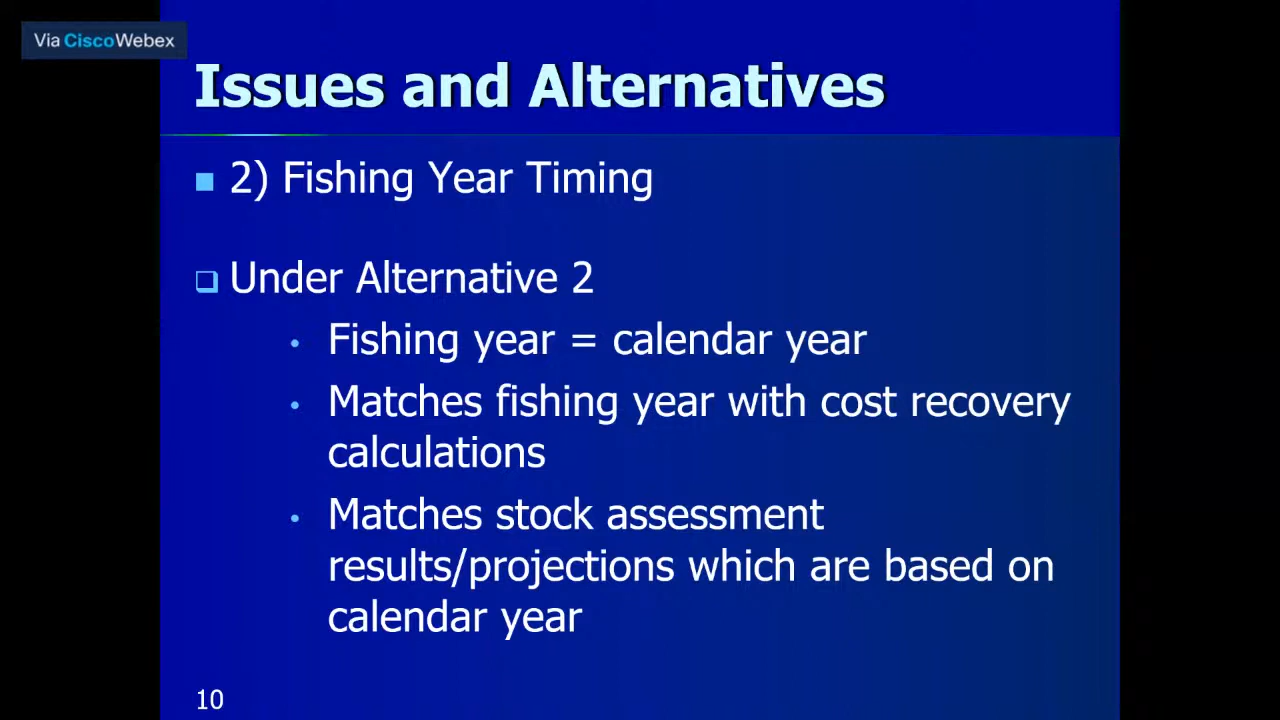 Via CiscoWebex
Issues and Alternatives
2) Fishing Year Timing
Under Alternative 2
Fishing year = calendar year
Matches fishing year with cost recovery
calculations
Matches stock assessment
results/projections which are based on
calendar year
10